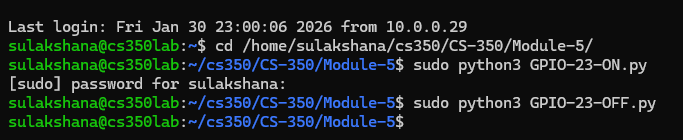 Last login: Fri Jan 30 23:00:06 2026 from 10.0.0.29
sulakshana@cs350lab:~$ cd /home/sulakshana/cs350/CS-350/Module-5/
sulakshana@cs350lab:~/cs350/CS-350/Module-5$ sudo python3 GPIO-23-ON.py
[sudo] password for sulakshana:
sulakshana@cs350lab:~/cs350/CS-350/Module-5$ sudo python3 GPIO-23-OFF.py
sulakshana@cs350lab:~/cs350/CS-350/Module-5$